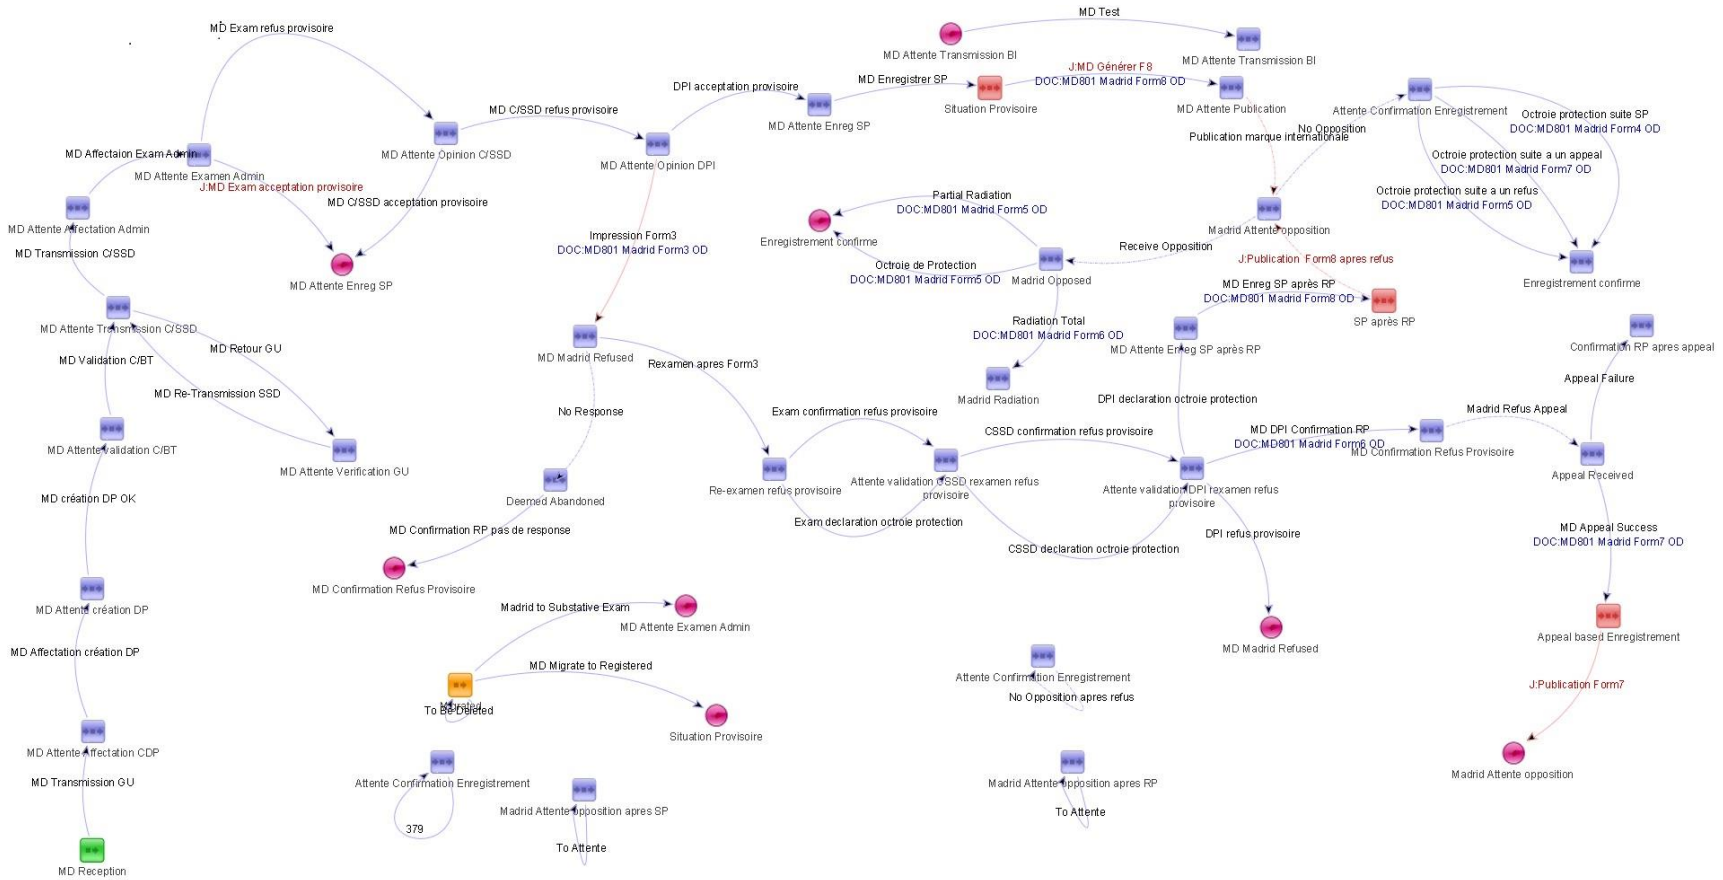 MD Exam refus provisoire
MD Test
MD Attente Transmission BI
MD Attente Transmission BI
J:MD Générer F8
DOC:MD801 Madrid Form8 OD
MD Enregistrer SP
DPI acceptation provisoire
Situation Provisoire
MD Attente Publication
MD Attente Enreg SP
MD C/SSD refus provisoire
Attente Confirmation Enregistrement
Octroie protection suite SP
DOC:MD801 Madrid Form4 OD
No Opposition
Publication marque internationale
MD Affectaion Exam Admin
MD Attente Opinion C/SSD
MD Attente Opinion DPI
Octroie protection suite a un appeal
DOC:MD801 Madrid Form7 OD
MD Attente Examen Admin
J:MD Exam acceptation provisoire
MD C/SSD acceptation provisoire
Partial Radiation
DOC:MD801 Madrid Form5 OD
Octroie protection suite a un refus
DOC:MD801 Madrid Form5 OD
MD Attente Affectation Admin
Impression Form3
DOC:MD801 Madrid Form3 OD
Enregistrement confirme
Madrid Attente opposition
Receive Opposition
MD Transmission C/SSD
Octroie de Protection
DOC:MD801 Madrid Form5 OD
Madrid Opposed
J:Publication Form8 apres refus
MD Enreg SP après RP
DOC:MD801 Madrid Form8 OD
Enregistrement confirme
MD Attente Enreg SP
MD Attente Transmission C/SSD
Radiation Total
DOC:MD801 Madrid Form6 OD
SP après RP
MD Attente Enreg SP après RP
Confirmation RP apres appeal
MD Validation C/BT
MD Retour GU
MD Madrid Refused
Rexamen apres Form3
MD Re-Transmission SSD
Madrid Radiation
Appeal Failure
DPI declaration octroie protection
No Response
Exam confirmation refus provisoire
CSSD confirmation refus provisoire
MD DPI Confirmation RP
DOC:MD801 Madrid Form6 OD
Madrid Refus Appeal
MD Attente validation C/BT
MD Attente Verification GU
MD Confirmation Refus Provisoire
Appeal Received
Re-examen refus provisoire
Attente validation CSSD rexamen refus
provisoire
Attente validation DPI rexamen refus
provisoire
MD création DP OK
Deemed Abandoned
MD Confirmation RP pas de response
Exam declaration octroie protection
CSSD declaration octroie protection
DPI refus provisoire
MD Appeal Success
DOC:MD801 Madrid Form7 OD
MD Confirmation Refus Provisoire
MD Attente création DP
Madrid to Substative Exam
MD Attente Examen Admin
MD Affectation création DP
MD Madrid Refused
Appeal based Enregistrement
MD Migrate to Registered
Attente Confirmation Enregistrement
No Opposition apres refus
J:Publication Form7
Migrated
To Be Deleted
Situation Provisoire
MD Attente Affectation CDP
MD Transmission GU
Attente Confirmation Enregistrement
379
Madrid Attente opposition apres SP
To Attente
Madrid Attente opposition apres RP
To Attente
Madrid Attente opposition
MD Reception